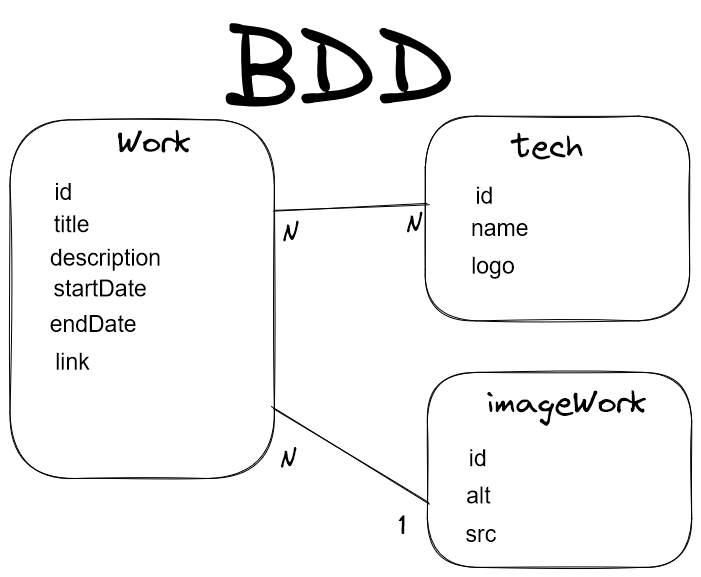 BDD
Work
id
title
description
startDate
endDate
link
N
N
tech
id
name
logo
N
1
imageWork
id
alt
src